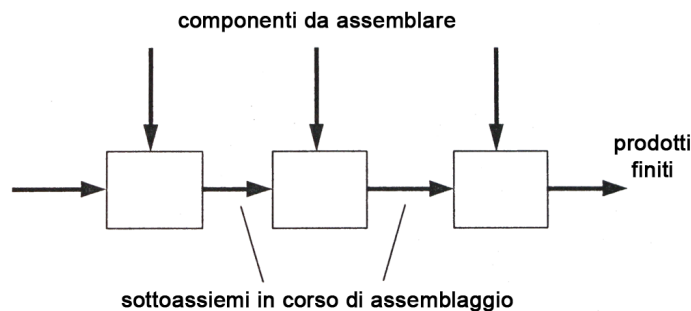 componenti da assemblare
prodotti
finiti
sottoassiemi in corso di assemblaggio